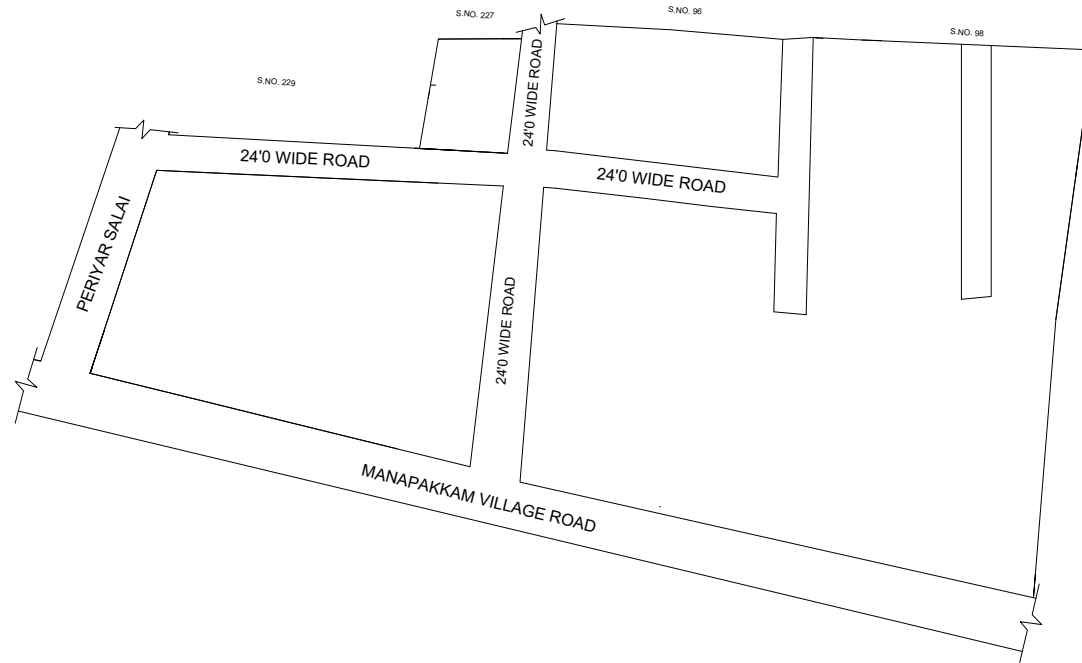 S.NO. 227
S.NO. 96
S.NO. 98
S.NO. 229
24'0 WIDE ROAD
24'0 WIDE ROAD
24'0 WIDE ROAD
PERIYAR SALAI
24'0 WIDE ROAD
MANAPAKKAM VILLAGE ROAD